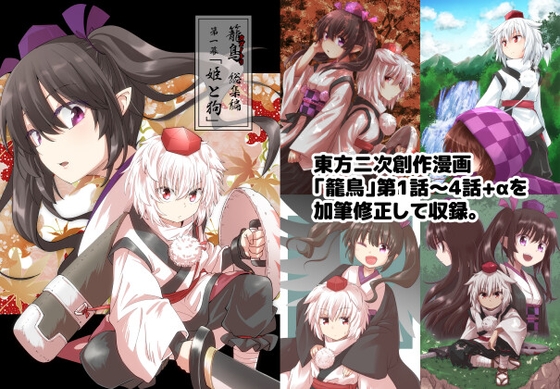 籠鳥 総集編
第一幕「姫と狗」
東方二次創作漫画
「籠鳥」第1話～4話+αを
加筆修正して収録。